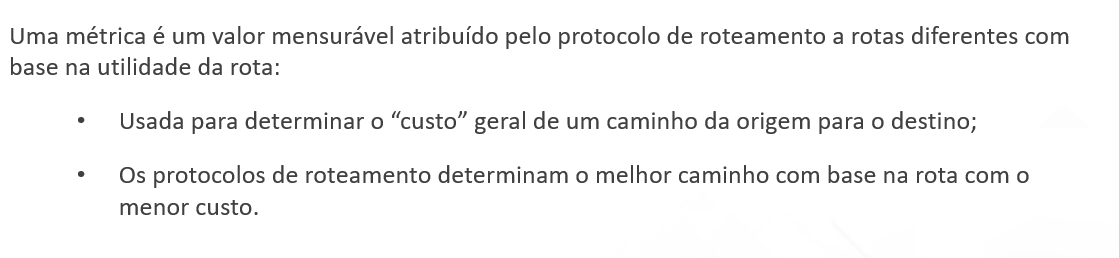 Uma métrica é um valor mensurável atribuído pelo protocolo de roteamento a rotas diferentes com
base na utilidade da rota:
• Usada para determinar o “custo” geral de um caminho da origem para o destino;
• Os protocolos de roteamento determinam o melhor caminho com base na rota com o
menor custo.